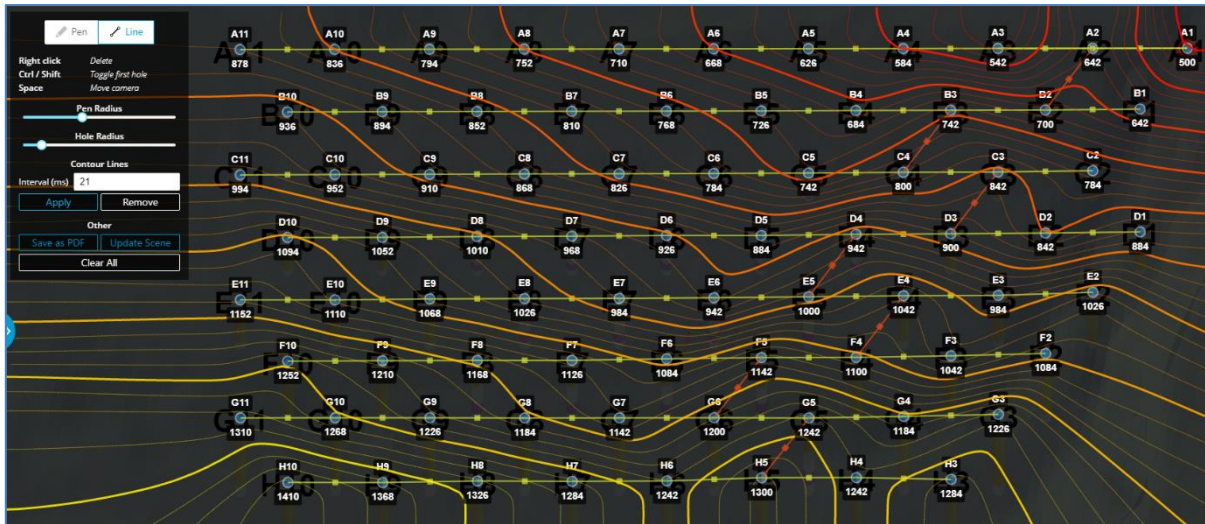 Pen Line
Right click Delete
Ctrl / Shift Toggle first hole
Space Move camera
Pen Radius
Hole Radius
Contour Lines
Interval (ms) 21
Apply Remove
Other
Save as PDF Update Scene
Clear All
A11 A10 A9 A8 A7 A6 A5 A4 A3 A2 A1
878 836 794 752 710 668 626 584 542 642 500
B10 B9 B8 B7 B6 B5 B4 B3 B2 B1
936 894 852 810 768 726 684 742 700 642
C11 C10 C9 C8 C7 C6 C5 C4 C3 C2
994 952 910 868 826 784 742 800 842 784
D10 D9 D8 D7 D6 D5 D4 D3 D2 D1
1094 1052 1010 968 926 884 942 900 842 884
E11 E10 E9 E8 E7 E6 E5 E4 E3 E2
1152 1110 1068 1026 984 942 1000 1042 984 1026
F10 F9 F8 F7 F6 F5 F4 F3 F2
1252 1210 1168 1126 1084 1142 1100 1042 1084
G11 G10 G9 G8 G7 G6 G5 G4 G3
1310 1268 1226 1184 1142 1200 1242 1184 1226
H10 H9 H8 H7 H6 H5 H4 H3
1410 1368 1326 1284 1242 1300 1242 1284